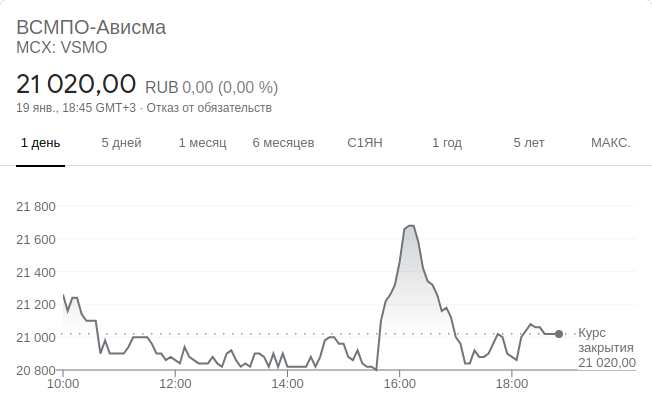 ВСМПО-Ависма
MCX: VSMO
21 020,00 RUB 0,00 (0,00 %)
19 янв., 18:45 GMT+3 · Отказ от обязательств
1 день 5 дней 1 месяц 6 месяцев С1ЯН 1 год 5 лет МАКС.
21 800
21 600
21 400
21 200
21 000
20 800
Курс
закрытия
21 020,00
10:00 12:00 14:00 16:00 18:00